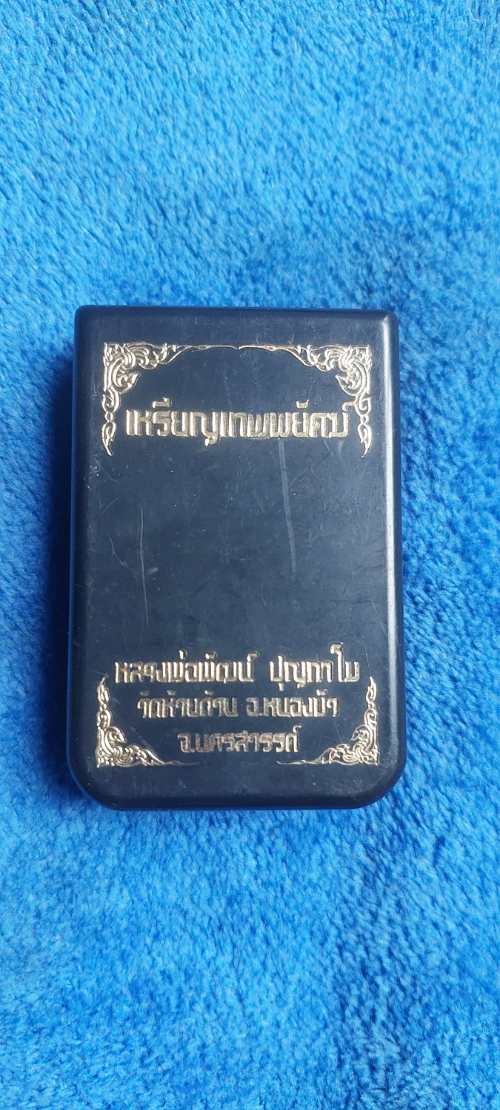 เหรียญเทพพยัคฆ์
หลวงพ่อพัฒน์ ปุญฺกาโม
วัดห้วยด้วน อ.หนองบัว
จ.นครสวรรค์